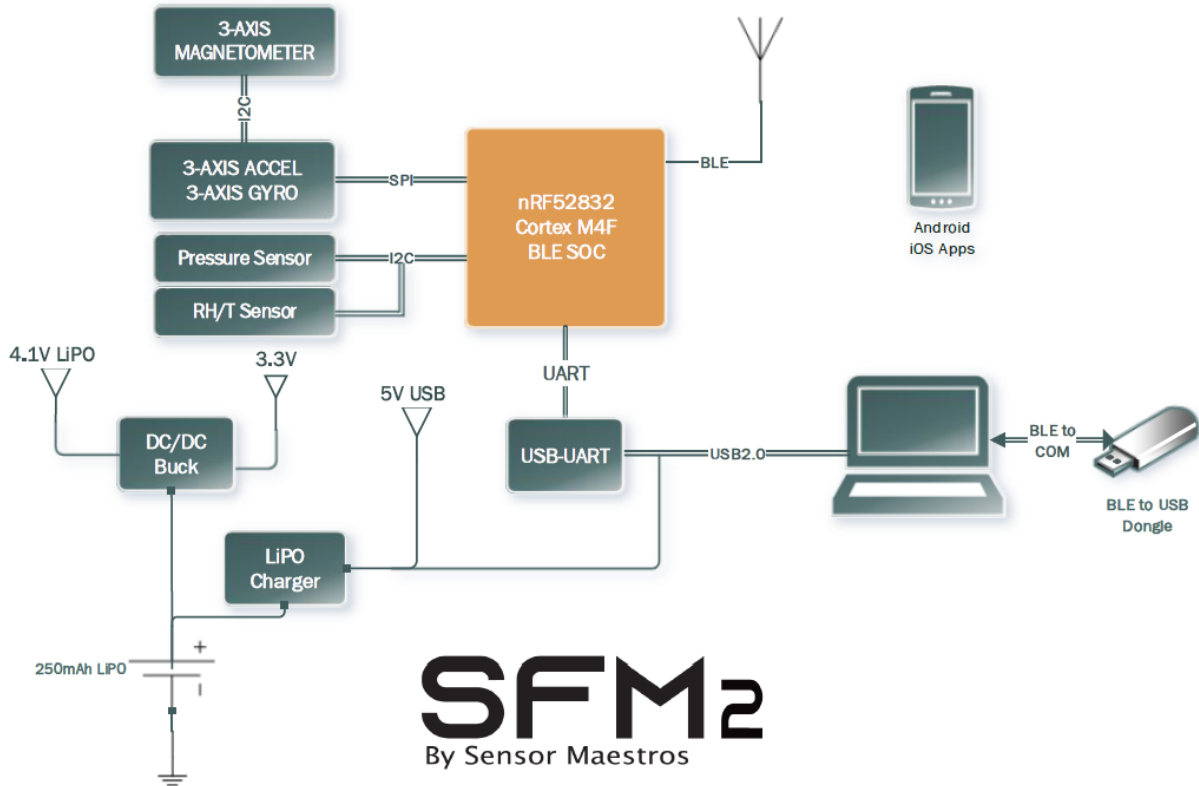 3-AXIS
MAGNETOMETER
I2C
3-AXIS ACCEL
3-AXIS GYRO
SPI
nRF52832
Cortex M4F
BLE SOC
BLE
Android
iOS Apps
Pressure Sensor
I2C
RH/T Sensor
4.1V LiPO
3.3V
DC/DC
Buck
5V USB
UART
USB-UART
USB2.0
BLE to
COM
BLE to USB
Dongle
LiPO
Charger
250mAh LiPO
+
SFM2
By Sensor Maestros